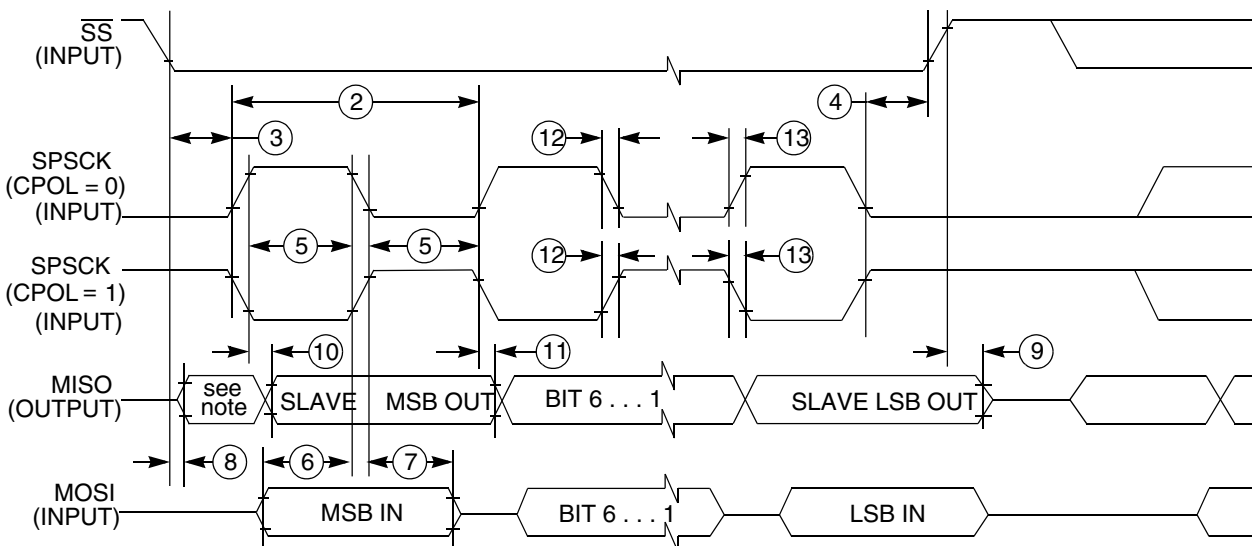 SS
(INPUT)
2
4
3
12
13
SPSCK
(CPOL = 0)
(INPUT)
5
5
12
13
SPSCK
(CPOL = 1)
(INPUT)
10
11
9
MISO
(OUTPUT)
see
note
SLAVE
MSB OUT
BIT 6 . . . 1
SLAVE LSB OUT
8
6
7
MOSI
(INPUT)
MSB IN
BIT 6 . . . 1
LSB IN